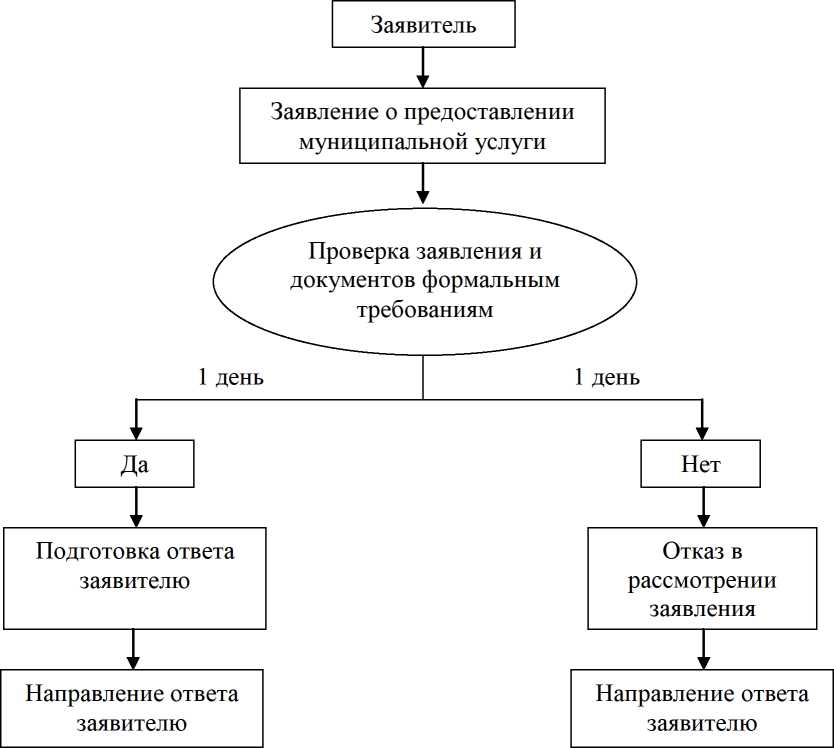 Заявитель
Заявление о предоставлении
муниципальной услуги
Проверка заявления и
документов формальным
требованиям
1 день
1 день
Да
Нет
Подготовка ответа
заявителю
Отказ в
рассмотрении
заявления
Направление ответа
заявителю
Направление ответа
заявителю